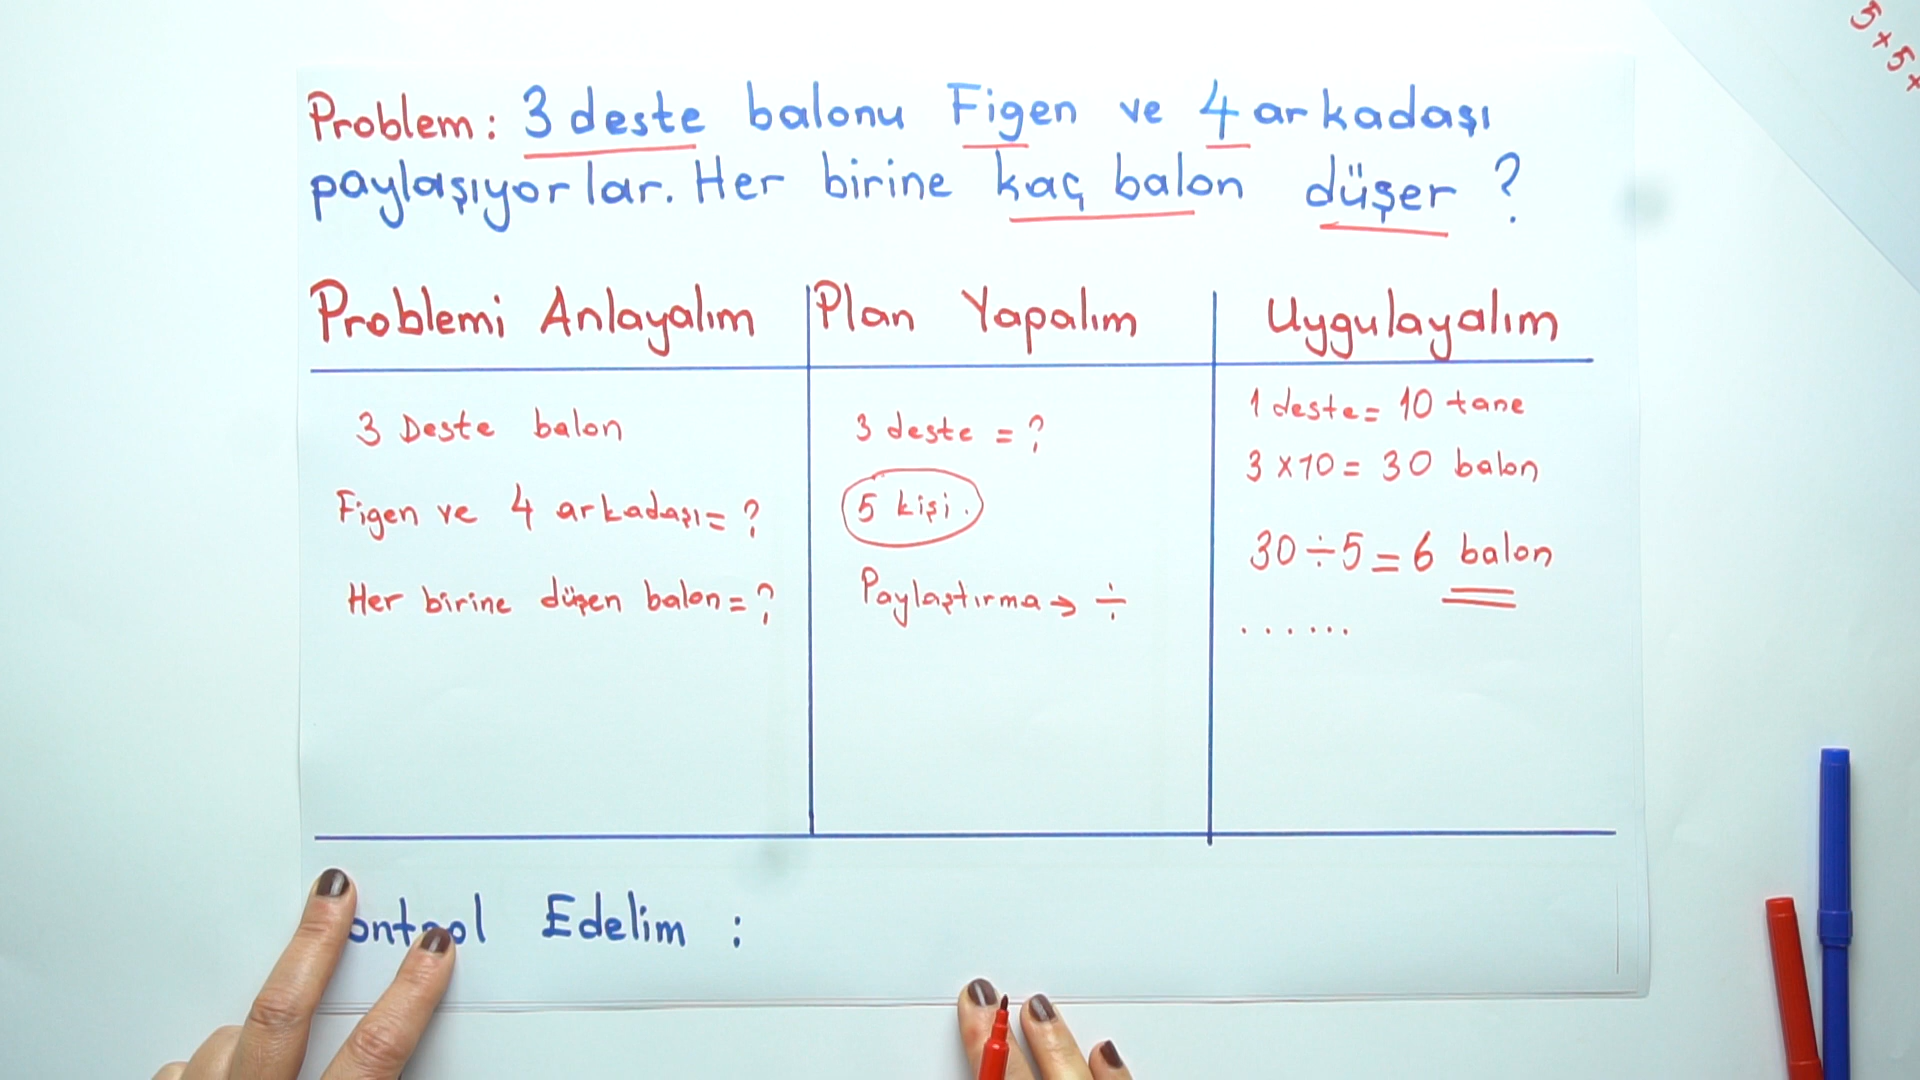 Problem: 3 deste balonu Figen ve 4 arkadaşı
paylaşıyorlar. Her birine kaç balon düşer ?
Problemi Anlayalım
3 Deste balon
Figen ve 4 arkadaşı = ?
Her birine düşen balon = ?
Plan Yapalım
3 deste = ?
5 kişi.
Paylaştırma → ÷
Uygulayalım
1 deste = 10 tane
3 x 10 = 30 balon
30 ÷ 5 = 6 balon
......
Edelim :
5 x 5 x